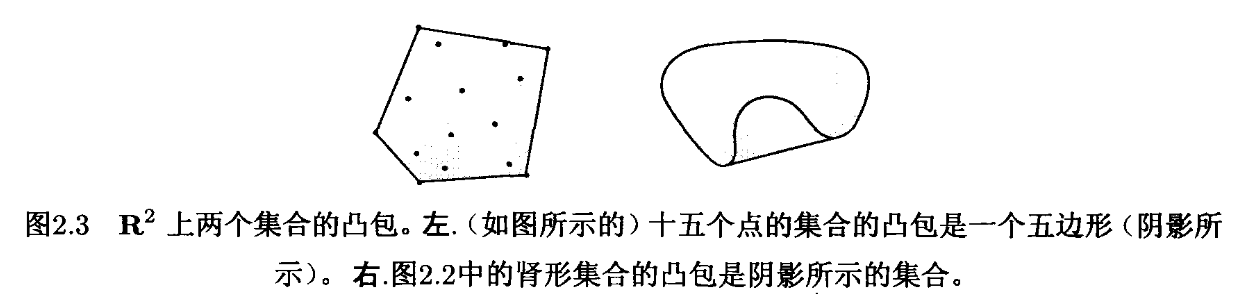 图2.3 R² 上两个集合的凸包。左.(如图所示的)十五个点的集合的凸包是一个五边形(阴影所
示)。右.图2.2中的肾形集合的凸包是阴影所示的集合。